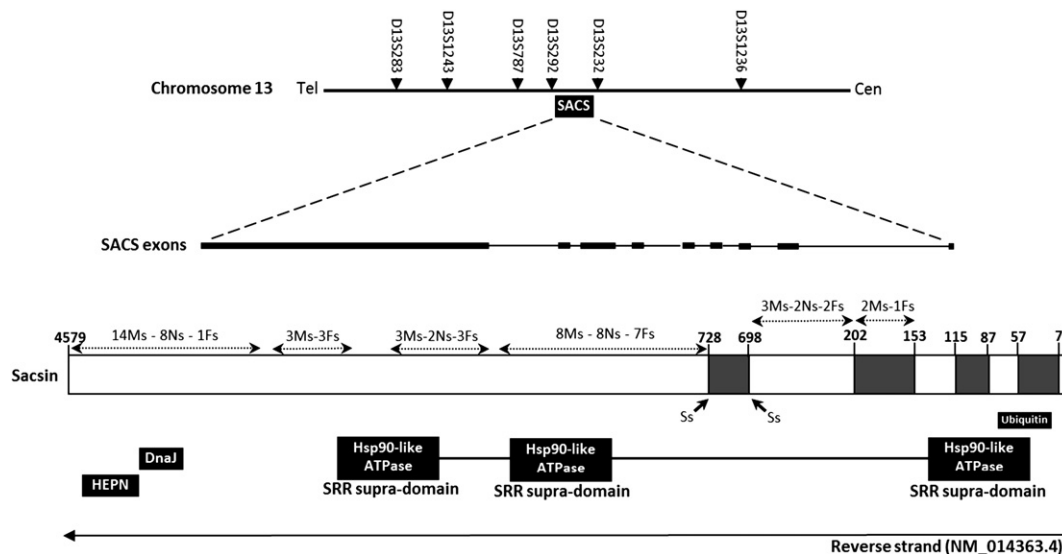 D13S283
D13S1243
D13S787
D13S292
D13S232
D13S1236
Chromosome 13
Tel
Cen
SACS
SACS exons
3Ms-2Ns-2Fs
2Ms-1Fs
4579
14Ms - 8Ns - 1Fs
3Ms-3Fs
3Ms-2Ns-3Fs
8Ms - 8Ns - 7Fs
728
698
202
153
115
87
57
7
Sacsin
Ss
Ss
Ubiquitin
DnaJ
HEPN
Hsp90-like
ATPase
SRR supra-domain
Hsp90-like
ATPase
SRR supra-domain
Hsp90-like
ATPase
SRR supra-domain
Reverse strand (NM_014363.4)